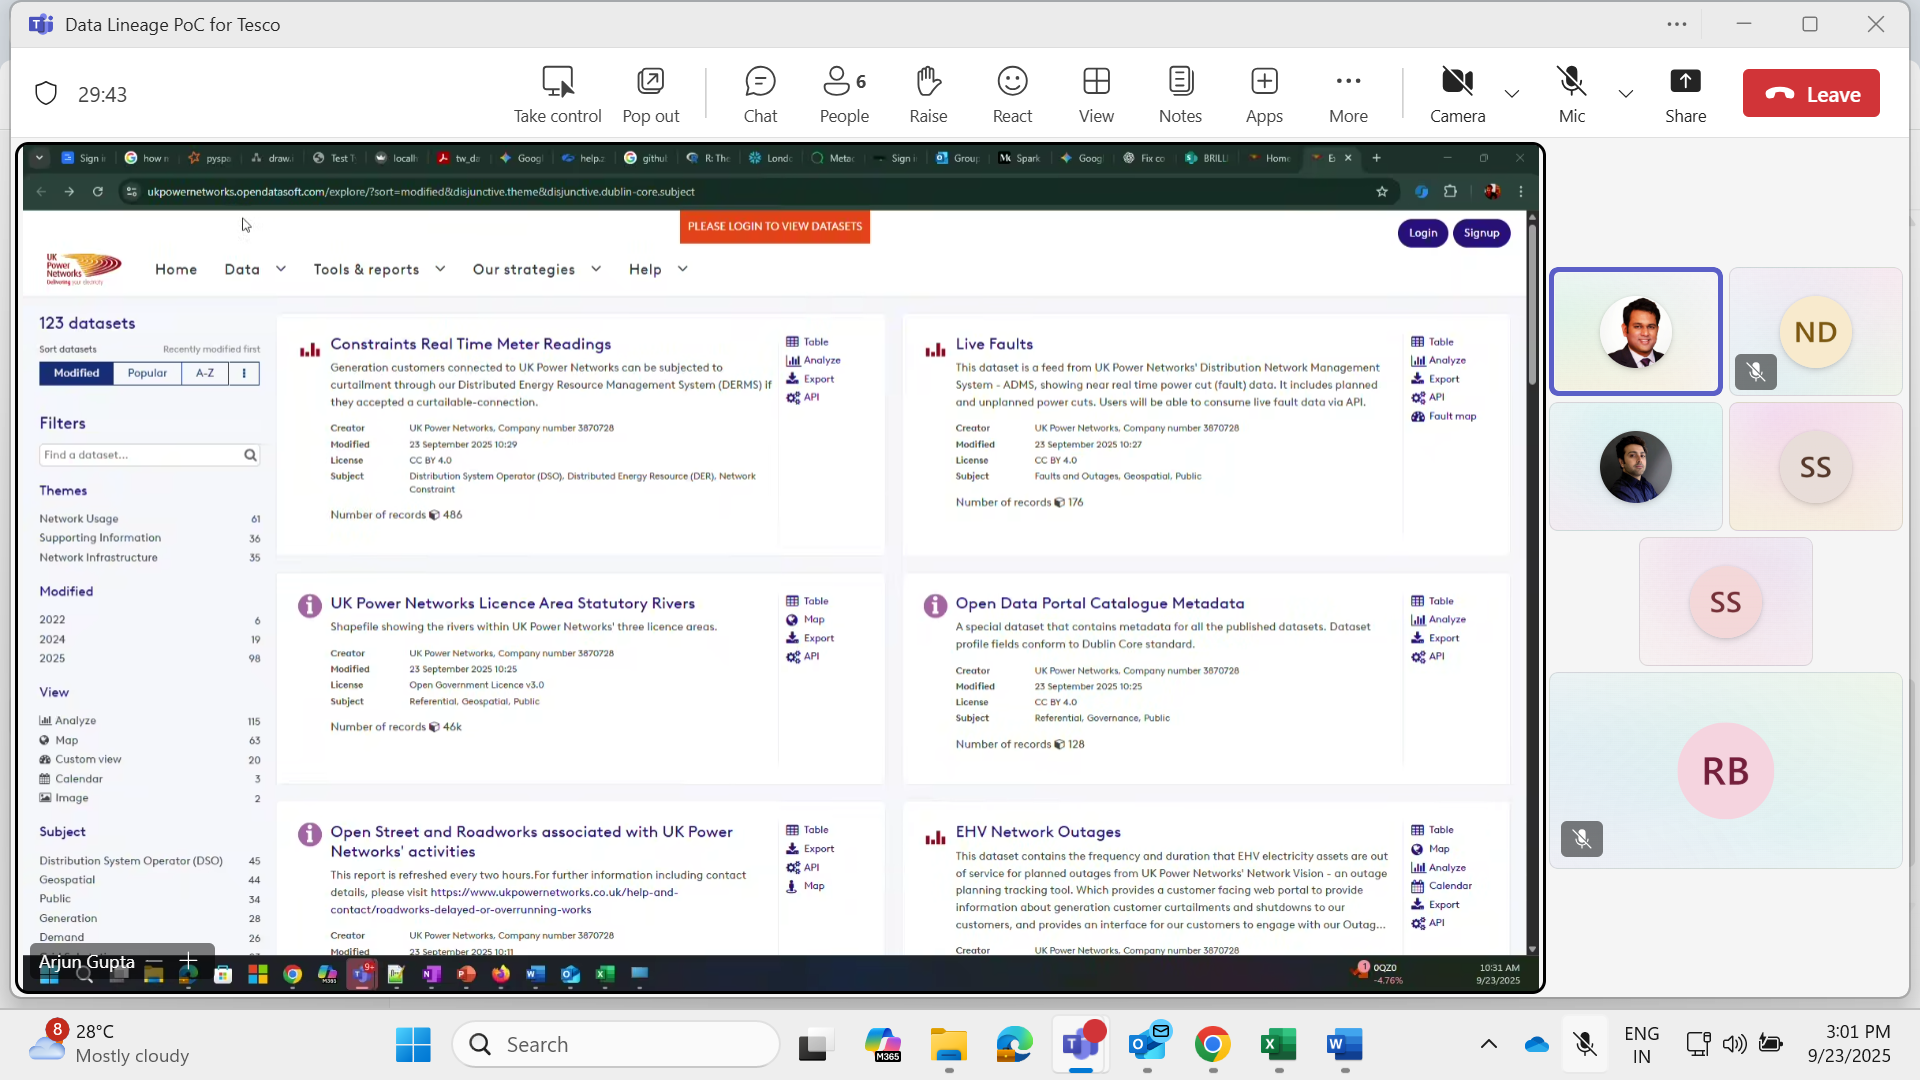 Data Lineage PoC for Tesco
29:43
Take control
Pop out
Chat
People
6
Raise
React
View
Notes
Apps
More
Camera
Mic
Share
Leave
Sign i
how n
pyspa
draw.i
Test T
localh
tw_da
Googl
help.z
githul
R: The
Londo
Metac
Sign i
Group
Spark
Googl
Fix co
BRILLI
Home
E
ukpowernetworks.opendatasoft.com/explore/?sort=modified&disjunctive.theme&disjunctive.dublin-core.subject
PLEASE LOGIN TO VIEW DATASETS
Login
Signup
UK Power Networks
Delivering your electricity
Home
Data
Tools & reports
Our strategies
Help
123 datasets
Sort datasets
Recently modified first
Modified
Popular
A-Z
Filters
Find a dataset...
Themes
Network Usage 61
Supporting Information 36
Network Infrastructure 35
Modified
2022 6
2024 19
2025 98
View
Analyze 115
Map 63
Custom view 20
Calendar 3
Image 2
Subject
Distribution System Operator (DSO) 45
Geospatial 44
Public 34
Generation 28
Demand 26
Constraints Real Time Meter Readings
Generation customers connected to UK Power Networks can be subjected to
curtailment through our Distributed Energy Resource Management System (DERMS) if
they accepted a curtailable-connection.
Creator UK Power Networks, Company number 3870728
Modified 23 September 2025 10:29
License CC BY 4.0
Subject Distribution System Operator (DSO), Distributed Energy Resource (DER), Network
Constraint
Number of records 486
Table
Analyze
Export
API
Live Faults
This dataset is a feed from UK Power Networks' Distribution Network Management
System - ADMS, showing near real time power cut (fault) data. It includes planned
and unplanned power cuts. Users will be able to consume live fault data via API.
Creator UK Power Networks, Company number 3870728
Modified 23 September 2025 10:27
License CC BY 4.0
Subject Faults and Outages, Geospatial, Public
Number of records 176
Table
Analyze
Export
API
Fault map
UK Power Networks Licence Area Statutory Rivers
Shapefile showing the rivers within UK Power Networks' three licence areas.
Creator UK Power Networks, Company number 3870728
Modified 23 September 2025 10:25
License Open Government Licence v3.0
Subject Referential, Geospatial, Public
Number of records 46k
Table
Map
Export
API
Open Data Portal Catalogue Metadata
A special dataset that contains metadata for all the published datasets. Dataset
profile fields conform to Dublin Core standard.
Creator UK Power Networks, Company number 3870728
Modified 23 September 2025 10:25
License CC BY 4.0
Subject Referential, Governance, Public
Number of records 128
Table
Analyze
Export
API
Open Street and Roadworks associated with UK Power
Networks' activities
This report is refreshed every two hours.For further information including contact
details, please visit https://www.ukpowernetworks.co.uk/help-and-
contact/roadworks-delayed-or-overrunning-works
Creator UK Power Networks, Company number 3870728
Modified 23 September 2025 10:11
Table
Export
API
Map
EHV Network Outages
This dataset contains the frequency and duration that EHV electricity assets are out
of service for planned outages from UK Power Networks' Network Vision - an outage
planning tracking tool. Which provides a customer facing web portal to provide
information about generation customer curtailments and shutdowns to our
customers, and provides an interface for our customers to engage with our Outag...
Creator UK Power Networks, Company number 3870728
Table
Map
Analyze
Calendar
Export
API
Arjun Gupta
9+
1
0QZ0
-4.76%
10:31 AM
9/23/2025
ND
SS
SS
RB
8
28°C
Mostly cloudy
Search
M365
ENG
IN
3:01 PM
9/23/2025